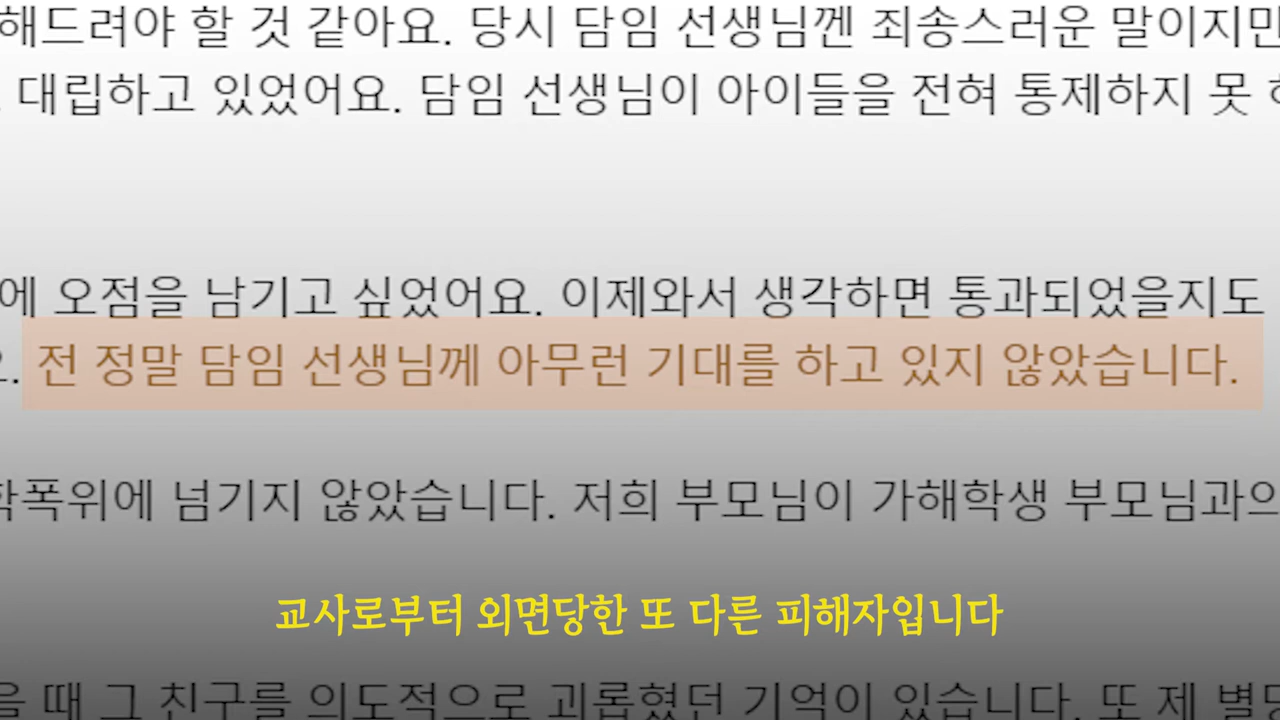 해드려야 할 것 같아요. 당시 담임 선생님껜 죄송스러운 말이지만
대립하고 있었어요. 담임 선생님이 아이들을 전혀 통제하지 못
에 오점을 남기고 싶었어요. 이제와서 생각하면 통과되었을지도
전 정말 담임 선생님께 아무런 기대를 하고 있지 않았습니다.
학폭위에 넘기지 않았습니다. 저희 부모님이 가해학생 부모님과의
교사로부터 외면당한 또 다른 피해자입니다
을 때 그 친구를 의도적으로 괴롭혔던 기억이 있습니다. 또 제